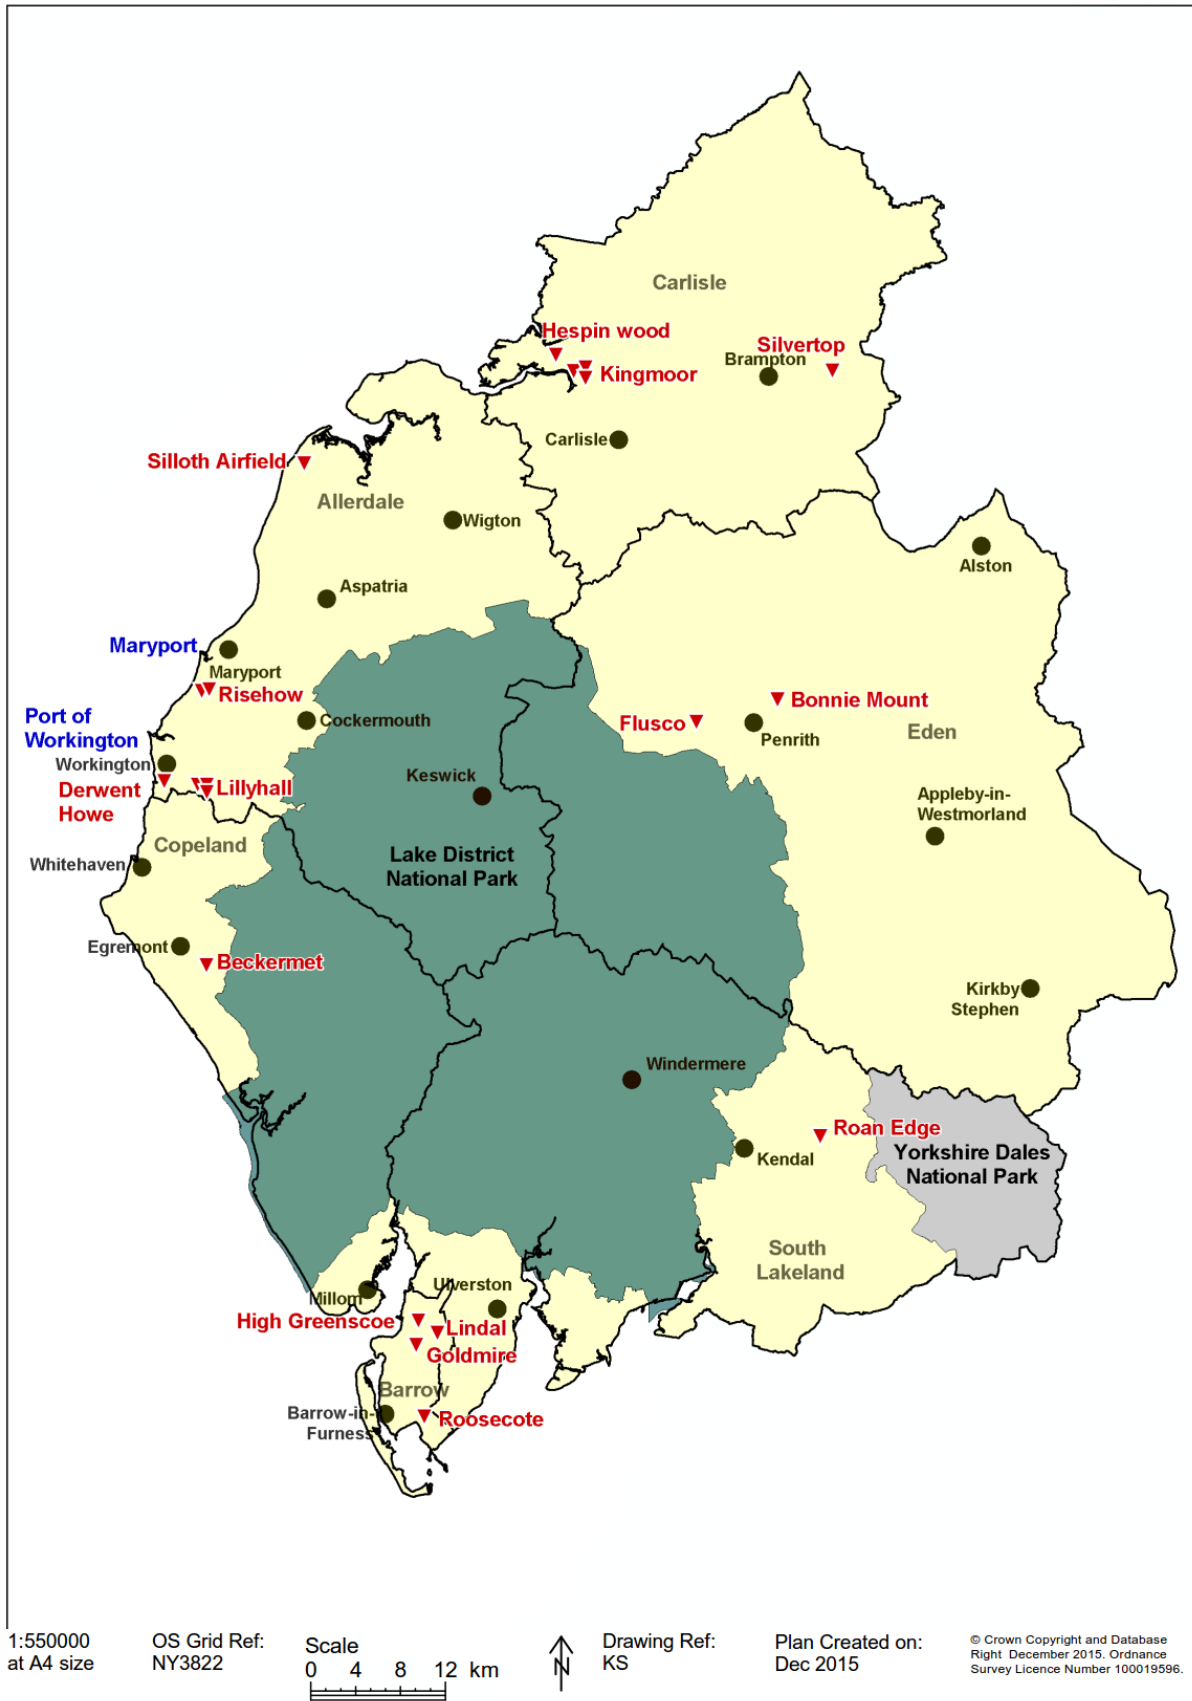 Carlisle
Hespin wood
Silvertop
Brampton
Kingmoor
Carlisle
Silloth Airfield
Allerdale
Wigton
Alston
Aspatria
Maryport
Maryport
Risehow
Bonnie Mount
Port of
Workington
Cockermouth
Flusco
Penrith
Eden
Workington
Keswick
Derwent
Howe
Lillyhall
Appleby-in-
Westmorland
Copeland
Lake District
National Park
Whitehaven
Egremont
Beckermet
Kirkby
Stephen
Windermere
Roan Edge
Kendal
Yorkshire Dales
National Park
South
Lakeland
Millom
Ulverston
High Greenscoe
Lindal
Goldmire
Barrow
Barrow-in-
Furness
Roosecote
1:550000
at A4 size
OS Grid Ref:
NY3822
Scale
0 4 8 12 km
N
Drawing Ref:
KS
Plan Created on:
Dec 2015
© Crown Copyright and Database
Right December 2015. Ordnance
Survey Licence Number 100019596.